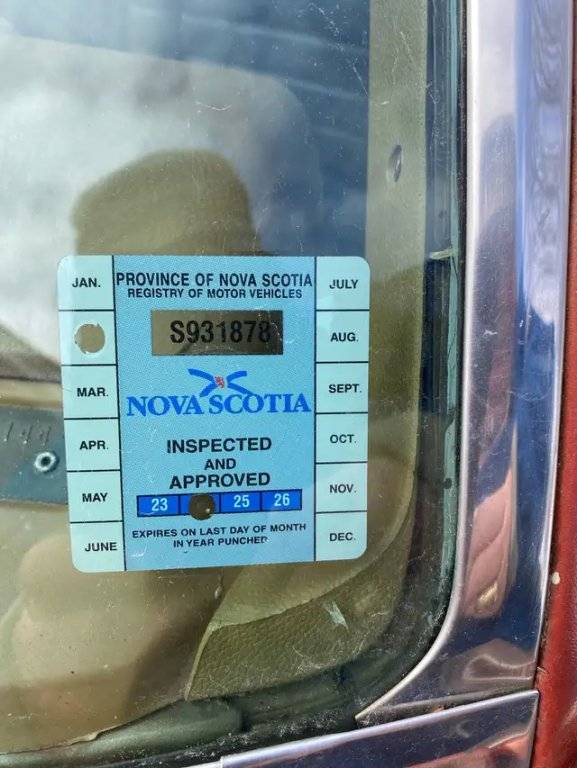 JAN. PROVINCE OF NOVA SCOTIA JULY
REGISTRY OF MOTOR VEHICLES
S931878
AUG.
MAR. SEPT.
NOVA SCOTIA
APR. INSPECTED OCT.
AND
APPROVED
MAY 23 25 26 NOV.
EXPIRES ON LAST DAY OF MONTH
JUNE IN YEAR PUNCHED DEC.